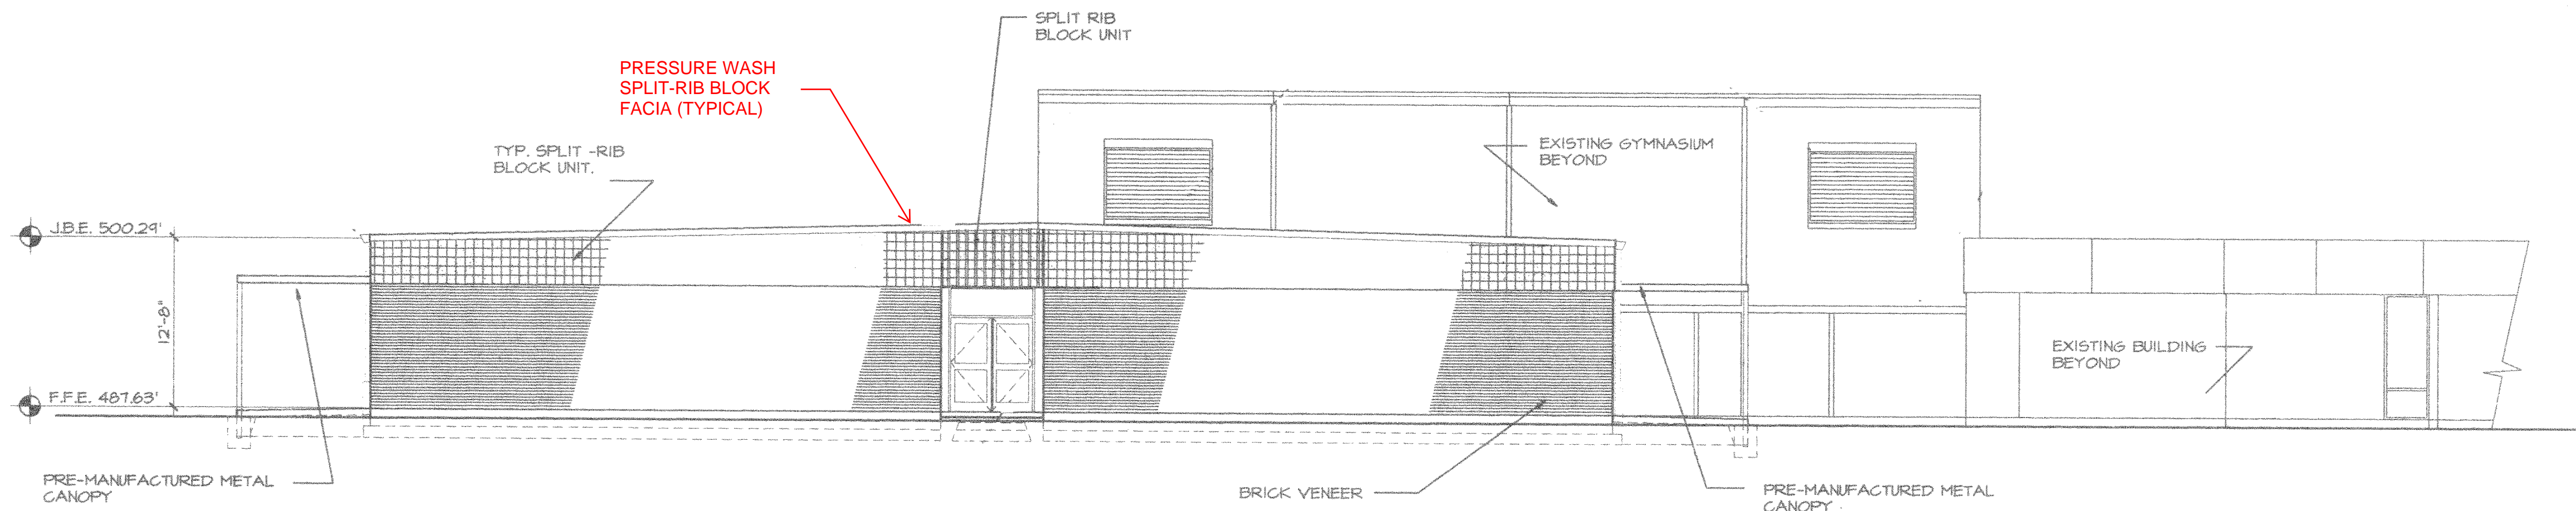 SPLIT RIB
BLOCK UNIT
PRESSURE WASH
SPLIT-RIB BLOCK
FACIA (TYPICAL)
TYP. SPLIT -RIB
BLOCK UNIT.
EXISTING GYMNASIUM
BEYOND
J.B.E. 500.29'
12'-8"
F.F.E. 487.63'
EXISTING BUILDING
BEYOND
PRE-MANUFACTURED METAL
CANOPY
BRICK VENEER
PRE-MANUFACTURED METAL
CANOPY